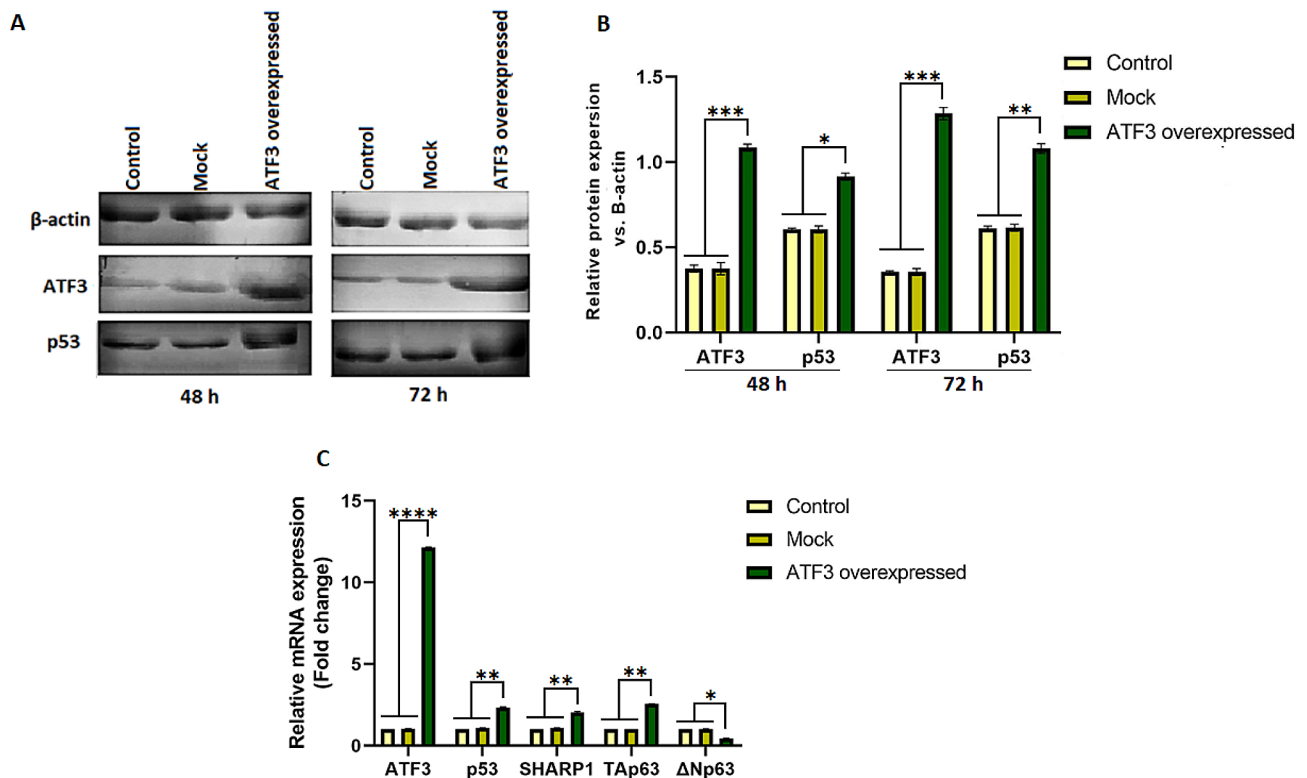 A
Control
Mock
ATF3 overexpressed
Control
Mock
ATF3 overexpressed
β-actin
ATF3
p53
48 h
72 h
B
Relative protein expersion
vs. B-actin
1.5
1.0
0.5
0.0
***
*
***
**
ATF3
p53
ATF3
p53
48 h
72 h
Control
Mock
ATF3 overexpressed
C
Relative mRNA expression
(Fold change)
15
10
5
0
****
**
**
**
*
ATF3
p53
SHARP1
TAp63
ΔNp63
Control
Mock
ATF3 overexpressed